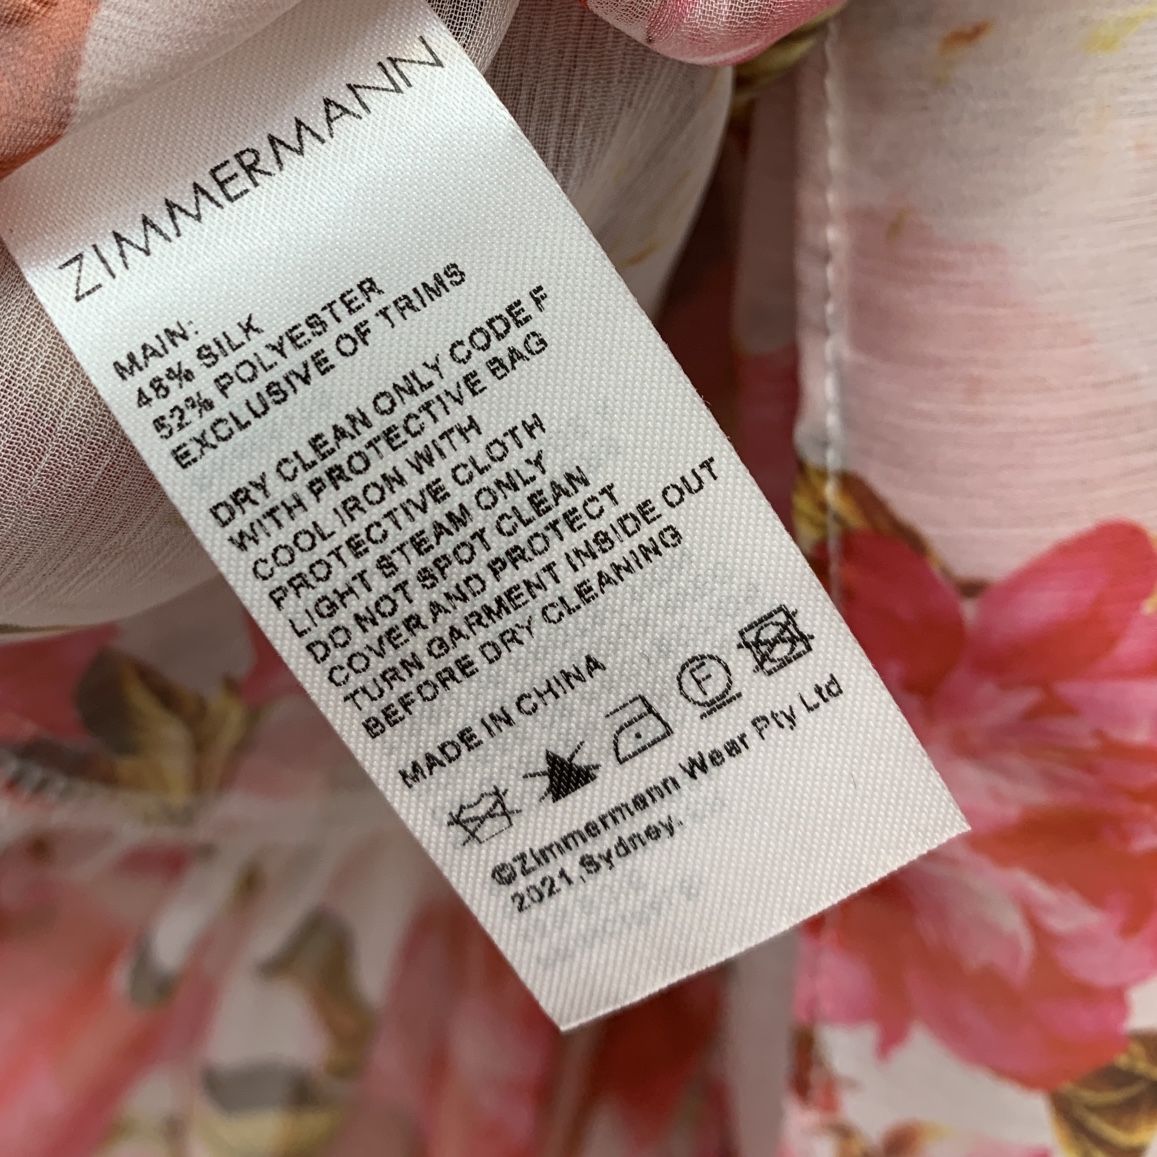 ZIMMERMANN
MAIN:
48% SILK
52% POLYESTER
EXCLUSIVE OF TRIMS
DRY CLEAN ONLY CODE F
WITH PROTECTIVE BAG
COOL IRON WITH
PROTECTIVE CLOTH
LIGHT STEAM ONLY
DO NOT SPOT CLEAN
COVER AND PROTECT
TURN GARMENT INSIDE OUT
BEFORE DRY CLEANING
MADE IN CHINA
F
©Zimmermann Wear Pty Ltd
2021,Sydney.